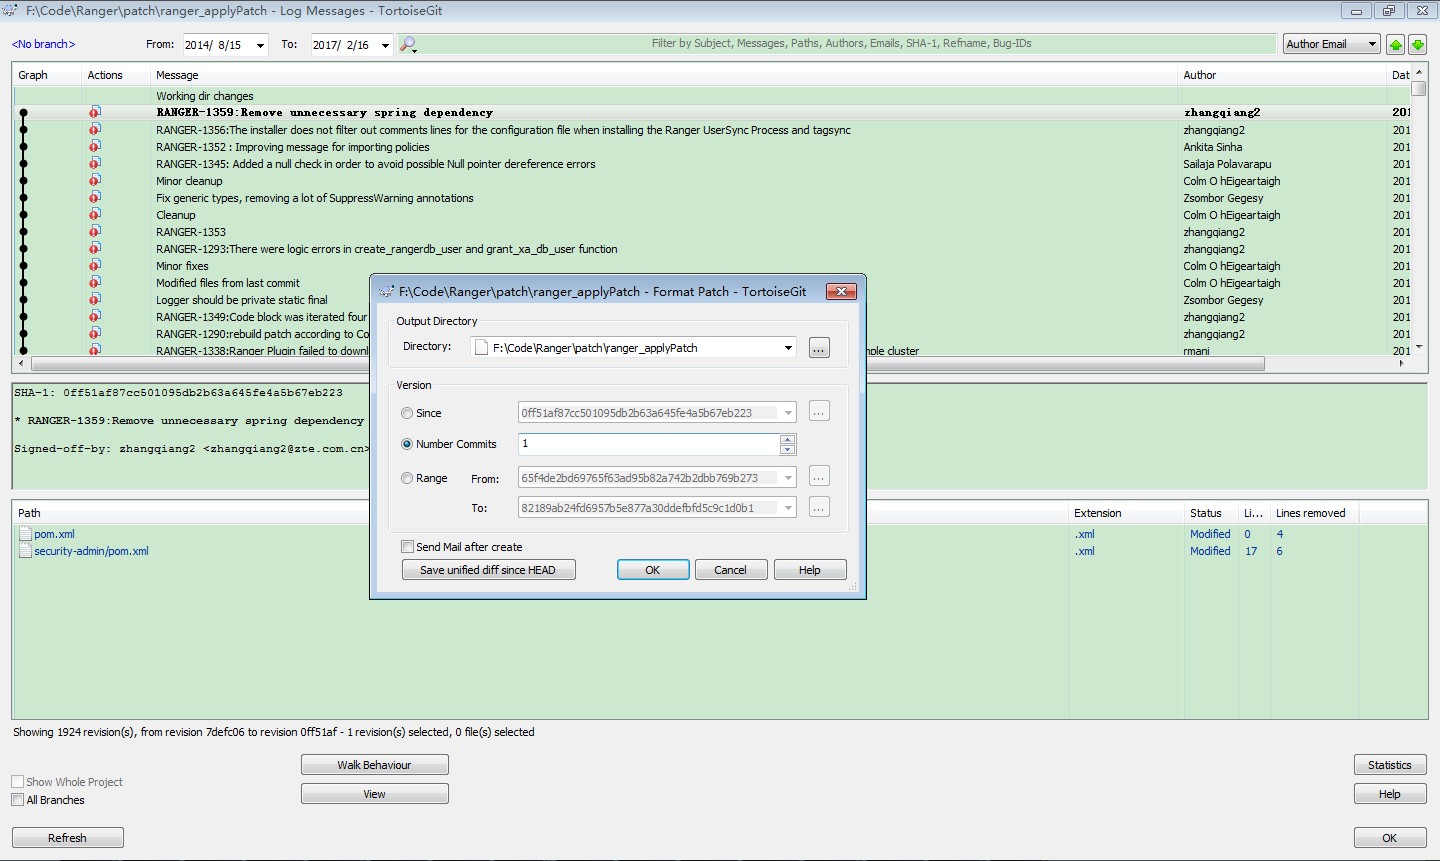 F:\Code\Ranger\patch\ranger_applyPatch - Log Messages - TortoiseGit
<No branch> From: 2014/ 8/15 To: 2017/ 2/16 Filter by Subject, Messages, Paths, Authors, Emails, SHA-1, Refname, Bug-IDs Author Email
Graph Actions Message Author Dat
Working dir changes
RANGER-1359:Remove unnecessary spring dependency zhangqiang2 201
RANGER-1356:The installer does not filter out comments lines for the configuration file when installing the Ranger UserSync Process and tagsync zhangqiang2 201
RANGER-1352 : Improving message for importing policies Ankita Sinha 201
RANGER-1345: Added a null check in order to avoid possible Null pointer dereference errors Sailaja Polavarapu 201
Minor cleanup Colm O hEigeartaigh 201
Fix generic types, removing a lot of SuppressWarning annotations Zsombor Gegesy 201
Cleanup Colm O hEigeartaigh 201
RANGER-1353 zhangqiang2 201
RANGER-1293:There were logic errors in create_rangerdb_user and grant_xa_db_user function zhangqiang2 201
Minor fixes Colm O hEigeartaigh 201
Modified files from last commit Colm O hEigeartaigh 201
Logger should be private static final Zsombor Gegesy 201
RANGER-1349:Code block was iterated four zhangqiang2 201
RANGER-1290:rebuild patch according to Co zhangqiang2 201
RANGER-1338:Ranger Plugin failed to downl ple cluster rmani 201
SHA-1: 0ff51af87cc501095db2b63a645fe4a5b67eb223
* RANGER-1359:Remove unnecessary spring dependency
Signed-off-by: zhangqiang2 <zhangqiang2@zte.com.cn>
F:\Code\Ranger\patch\ranger_applyPatch - Format Patch - TortoiseGit
Output Directory
Directory: F:\Code\Ranger\patch\ranger_applyPatch ...
Version
Since 0ff51af87cc501095db2b63a645fe4a5b67eb223 ...
Number Commits 1
Range From: 65f4de2bd69765f63ad95b82a742b2dbb769b273 ...
To: 82189ab24fd6957b5e877a30ddefbfd5c9c1d0b1 ...
Send Mail after create
Save unified diff since HEAD OK Cancel Help
Path Extension Status Li... Lines removed
pom.xml .xml Modified 0 4
security-admin/pom.xml .xml Modified 17 6
Showing 1924 revision(s), from revision 7defc06 to revision 0ff51af - 1 revision(s) selected, 0 file(s) selected
Walk Behaviour Statistics
Show Whole Project
View Help
All Branches
Refresh OK